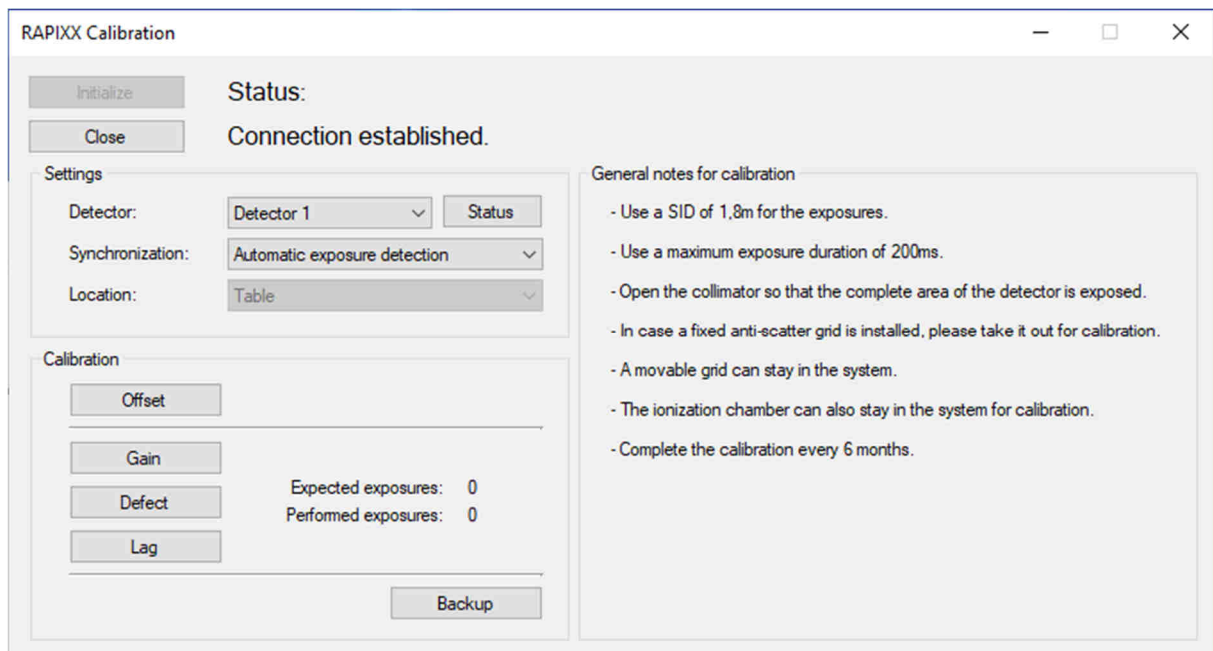 RAPIXX Calibration
Initialize
Status:
Close
Connection established.
Settings
Detector:
Detector 1
Status
Synchronization:
Automatic exposure detection
Location:
Table
Calibration
Offset
Gain
Defect
Lag
Expected exposures: 0
Performed exposures: 0
Backup
General notes for calibration
- Use a SID of 1,8m for the exposures.
- Use a maximum exposure duration of 200ms.
- Open the collimator so that the complete area of the detector is exposed.
- In case a fixed anti-scatter grid is installed, please take it out for calibration.
- A movable grid can stay in the system.
- The ionization chamber can also stay in the system for calibration.
- Complete the calibration every 6 months.